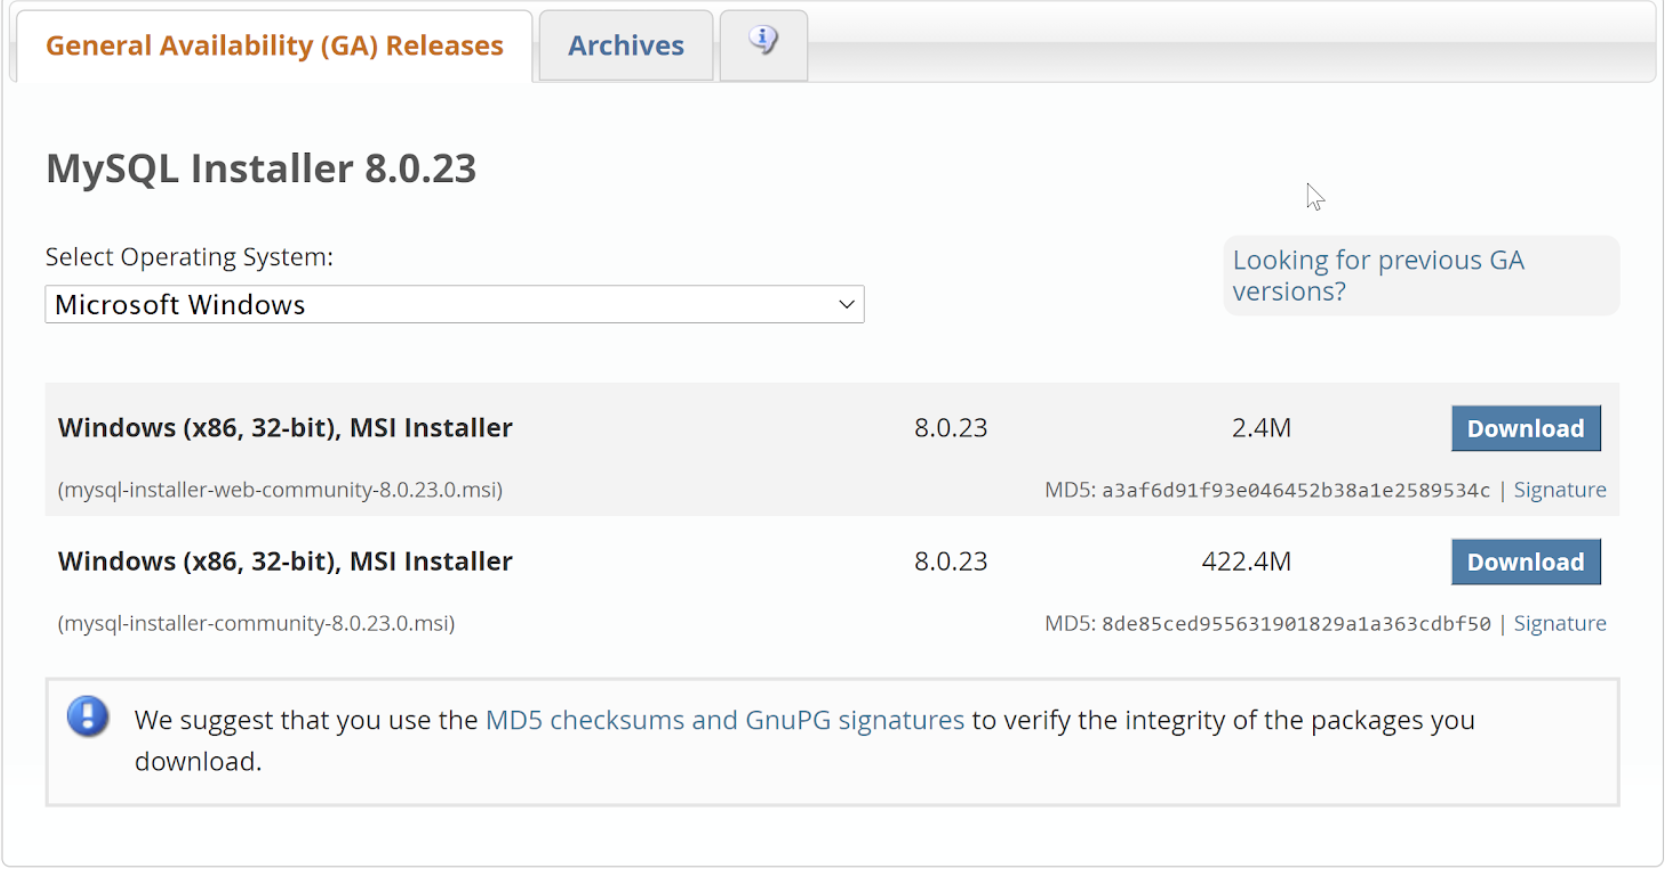 General Availability (GA) Releases
Archives
MySQL Installer 8.0.23
Select Operating System:
Microsoft Windows
Looking for previous GA
versions?
Windows (x86, 32-bit), MSI Installer 8.0.23 2.4M Download
(mysql-installer-web-community-8.0.23.0.msi) MD5: a3af6d91f93e046452b38a1e2589534c | Signature
Windows (x86, 32-bit), MSI Installer 8.0.23 422.4M Download
(mysql-installer-community-8.0.23.0.msi) MD5: 8de85ced955631901829a1a363cdbf50 | Signature
We suggest that you use the MD5 checksums and GnuPG signatures to verify the integrity of the packages you
download.